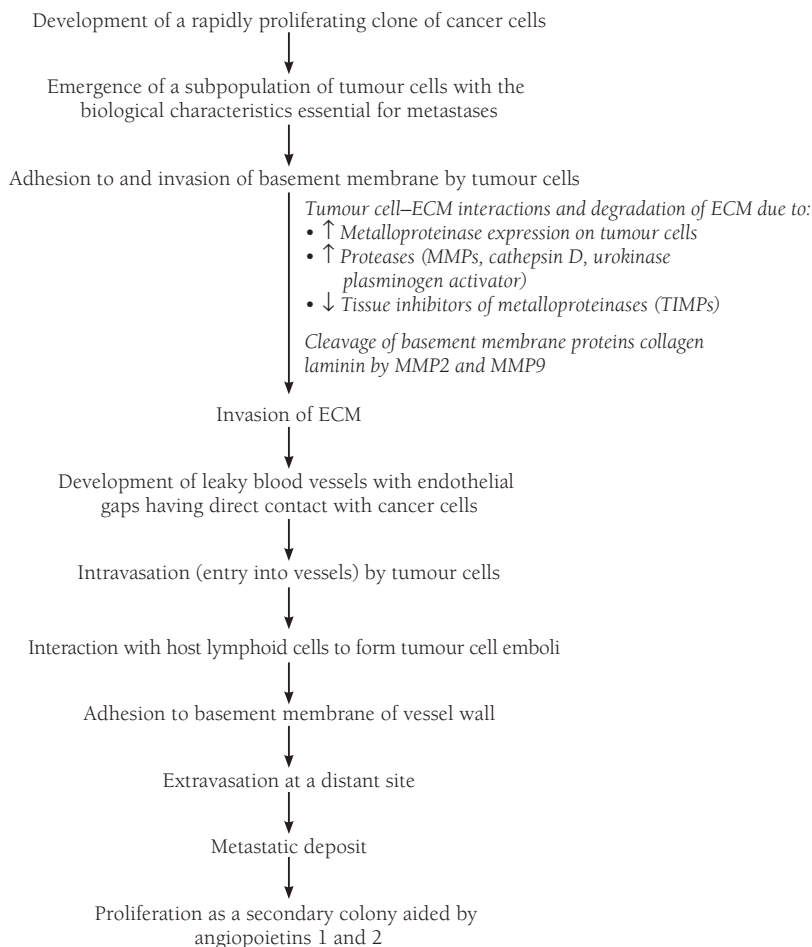 Development of a rapidly proliferating clone of cancer cells
Emergence of a subpopulation of tumour cells with the
biological characteristics essential for metastases
Adhesion to and invasion of basement membrane by tumour cells
Tumour cell–ECM interactions and degradation of ECM due to:
• ↑ Metalloproteinase expression on tumour cells
• ↑ Proteases (MMPs, cathepsin D, urokinase
plasminogen activator)
• ↓ Tissue inhibitors of metalloproteinases (TIMPs)
Cleavage of basement membrane proteins collagen
laminin by MMP2 and MMP9
Invasion of ECM
Development of leaky blood vessels with endothelial
gaps having direct contact with cancer cells
Intravasation (entry into vessels) by tumour cells
Interaction with host lymphoid cells to form tumour cell emboli
Adhesion to basement membrane of vessel wall
Extravasation at a distant site
Metastatic deposit
Proliferation as a secondary colony aided by
angiopoietins 1 and 2